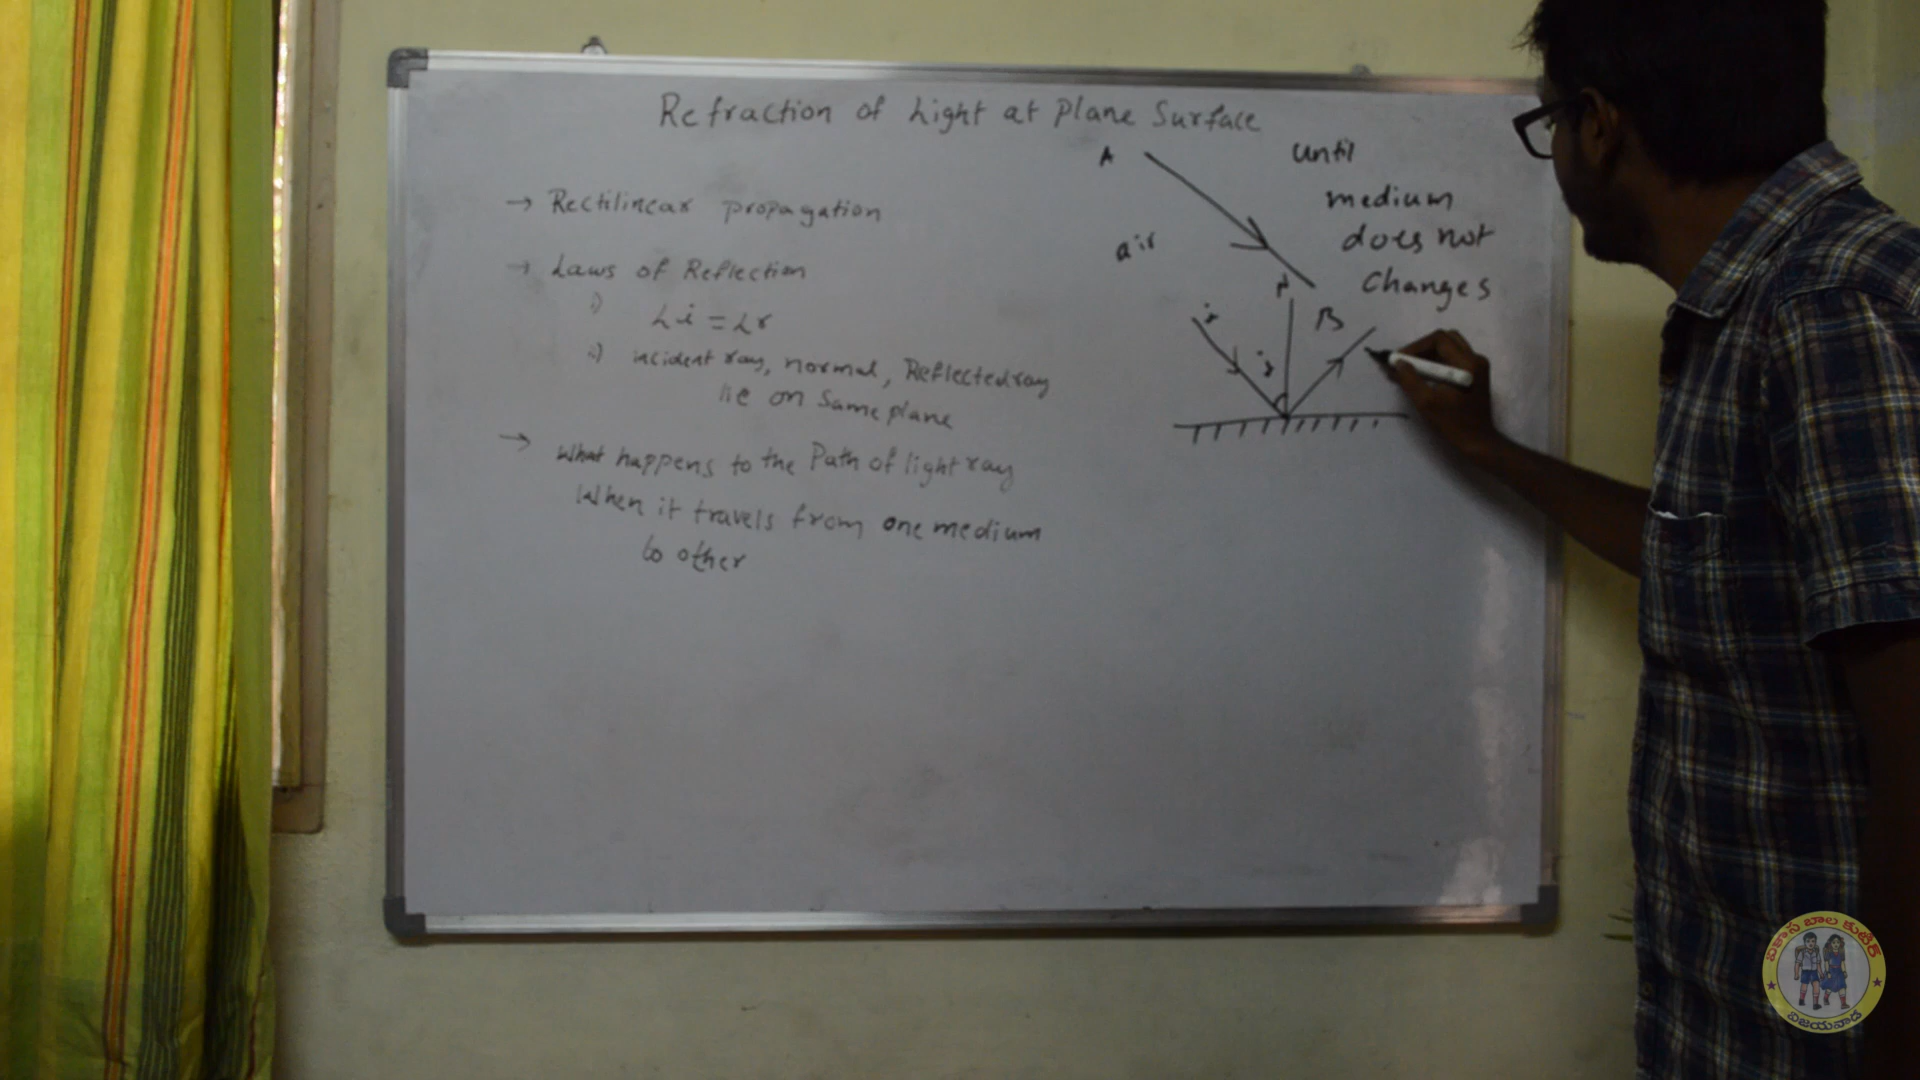 Refraction of Light at Plane Surface
→ Rectilinear propagation
→ Laws of Reflection
i) ∠i = ∠r
ii) incident ray, normal, Reflected ray
lie on Same plane
→ What happens to the Path of light ray
When it travels from one medium
to other
A
until
medium
does not
Changes
air
N
B
i
i
వికాస బాల కుటీర్
విజయవాడ